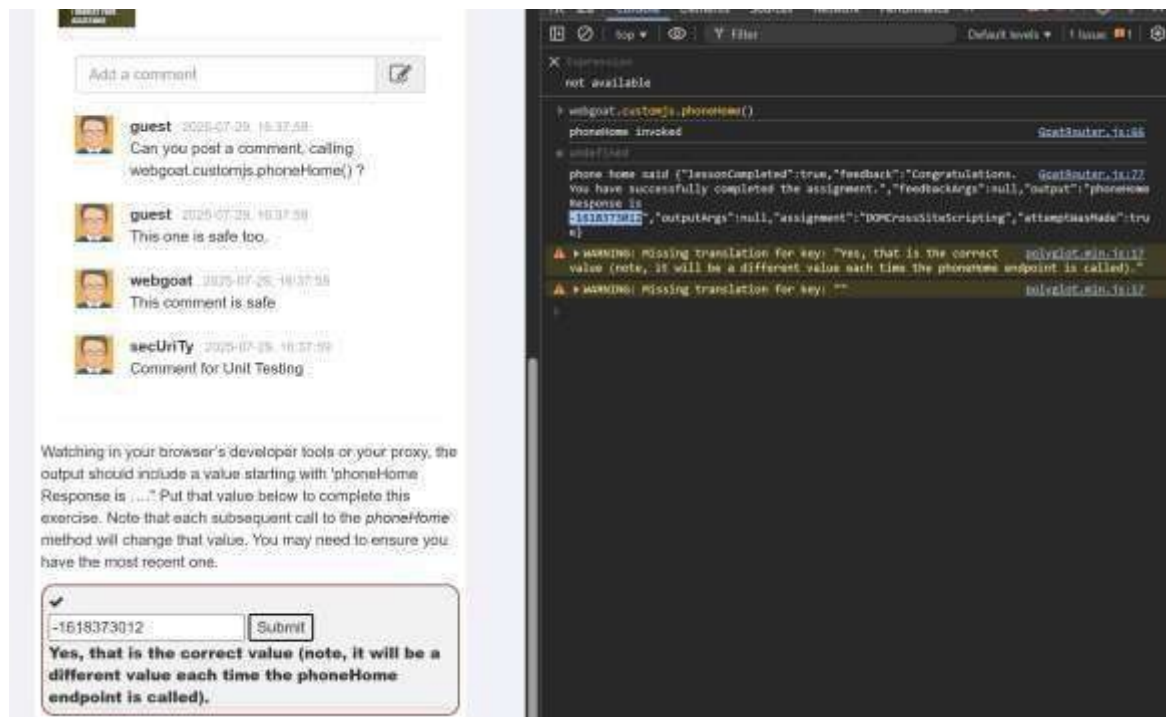 Add a comment
guest 2025-07-29, 16:37:59
Can you post a comment, calling
webgoat.customjs.phoneHome() ?
guest 2025-07-29, 16:37:59
This one is safe too.
webgoat 2025-07-29, 16:37:59
This comment is safe
secUriTy 2025-07-29, 16:37:59
Comment for Unit Testing
Watching in your browser's developer tools or your proxy, the
output should include a value starting with 'phoneHome
Response is ...." Put that value below to complete this
exercise. Note that each subsequent call to the phoneHome
method will change that value. You may need to ensure you
have the most recent one.
-1618373012 Submit
Yes, that is the correct value (note, it will be a
different value each time the phoneHome
endpoint is called).
top Filter Default levels 1 Issue: 1
Expression
not available
webgoat.customjs.phoneHome()
phoneHome invoked GoatRouter.js:66
undefined
phone home said {"lessonCompleted":true,"feedback":"Congratulations. GoatRouter.js:77
You have successfully completed the assignment.","feedbackArgs":null,"output":"phoneHome
Response is
-1618373012","outputArgs":null,"assignment":"DOMCrossSiteScripting","attemptWasMade":tru
e}
WARNING: Missing translation for key: "Yes, that is the correct polyglot.min.js:17
value (note, it will be a different value each time the phoneHome endpoint is called)."
WARNING: Missing translation for key: "" polyglot.min.js:17